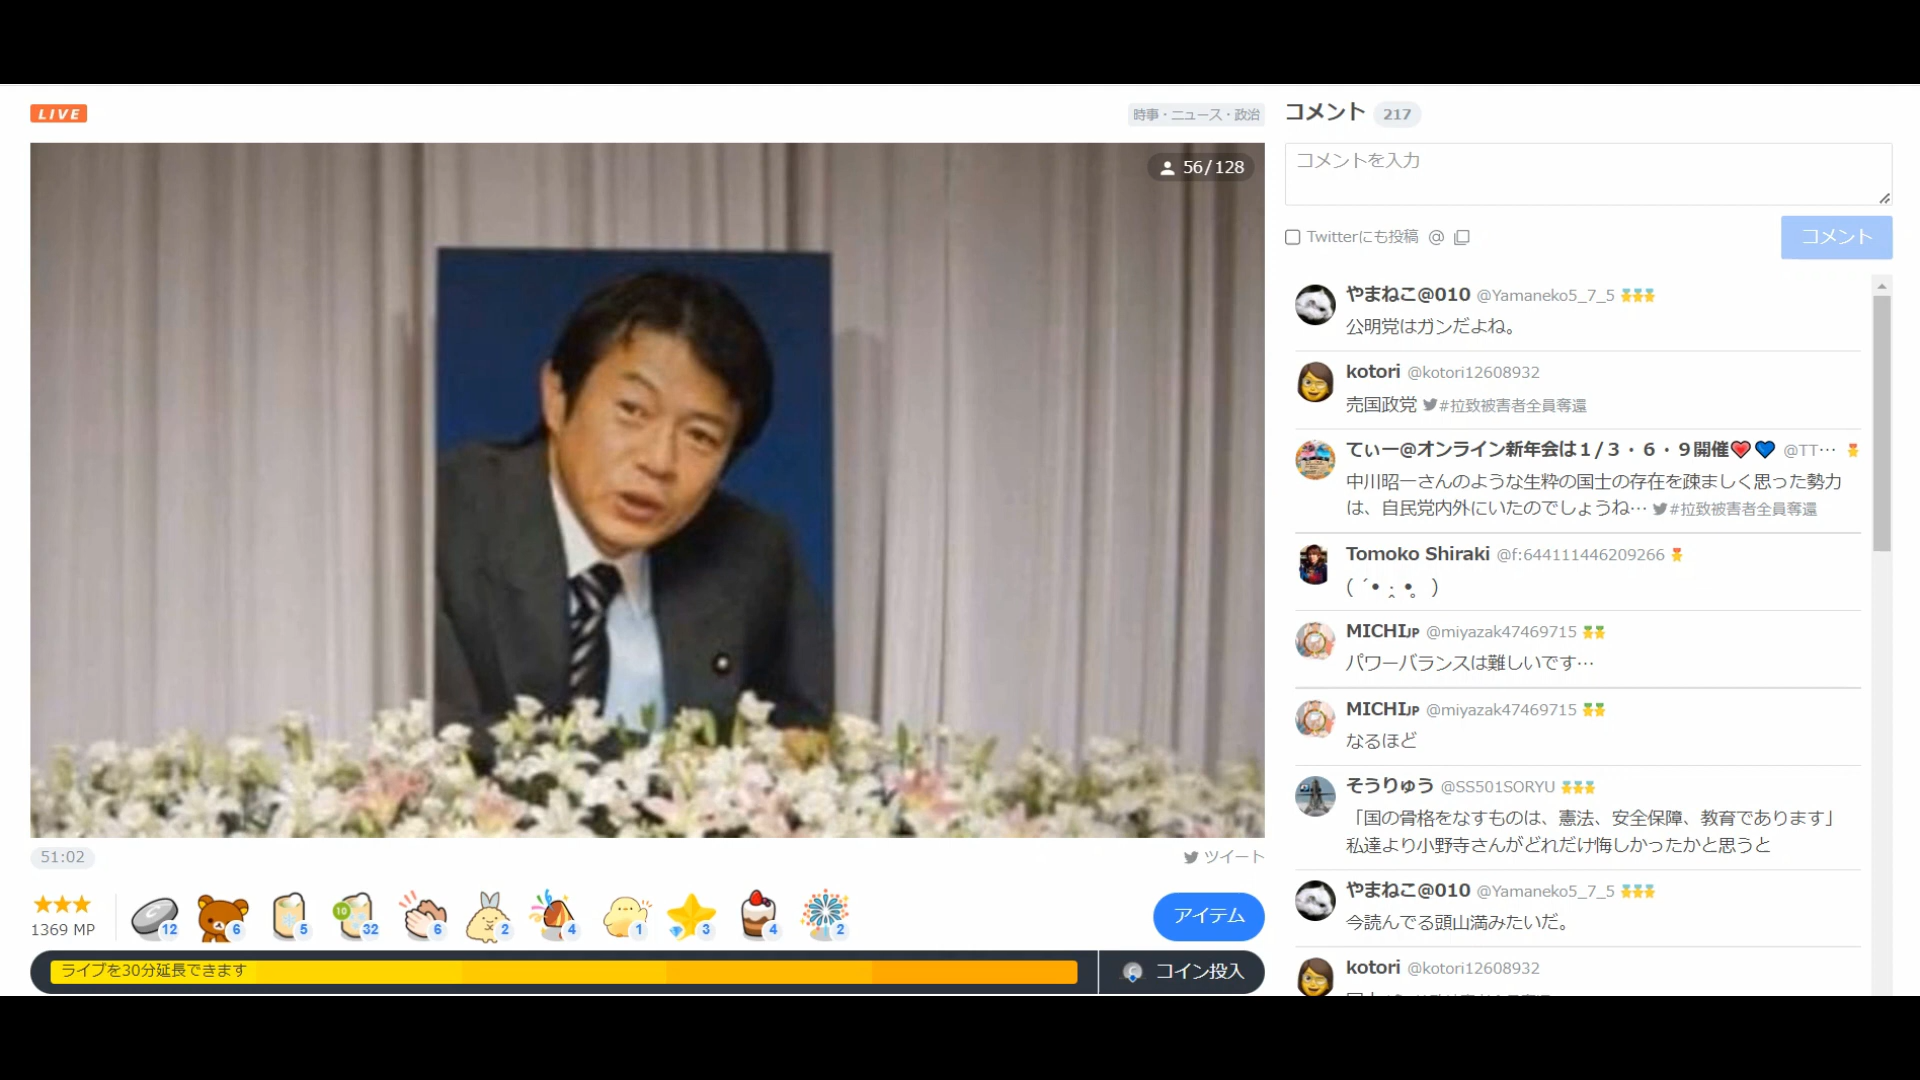 LIVE
時事・ニュース・政治
56/128
51:02
ツイート
1369 MP
12
6
5
10
32
6
2
4
1
3
4
2
アイテム
ライブを30分延長できます
コイン投入
コメント 217
コメントを入力
Twitterにも投稿 @
コメント
やまねこ@010 @Yamaneko5_7_5
公明党はガンだよね。
kotori @kotori12608932
売国政党 #拉致被害者全員奪還
てぃー@オンライン新年会は1/3・6・9開催 @TT…
中川昭一さんのような生粋の国士の存在を疎ましく思った勢力
は、自民党内外にいたのでしょうね… #拉致被害者全員奪還
Tomoko Shiraki @f:644111446209266
MICHIJP @miyazak47469715
パワーバランスは難しいです…
MICHIJP @miyazak47469715
なるほど
そうりゅう @SS501SORYU
「国の骨格をなすものは、憲法、安全保障、教育であります」
私達より小野寺さんがどれだけ悔しかったかと思うと
やまねこ@010 @Yamaneko5_7_5
今読んでる頭山満みたいだ。
kotori @kotori12608932